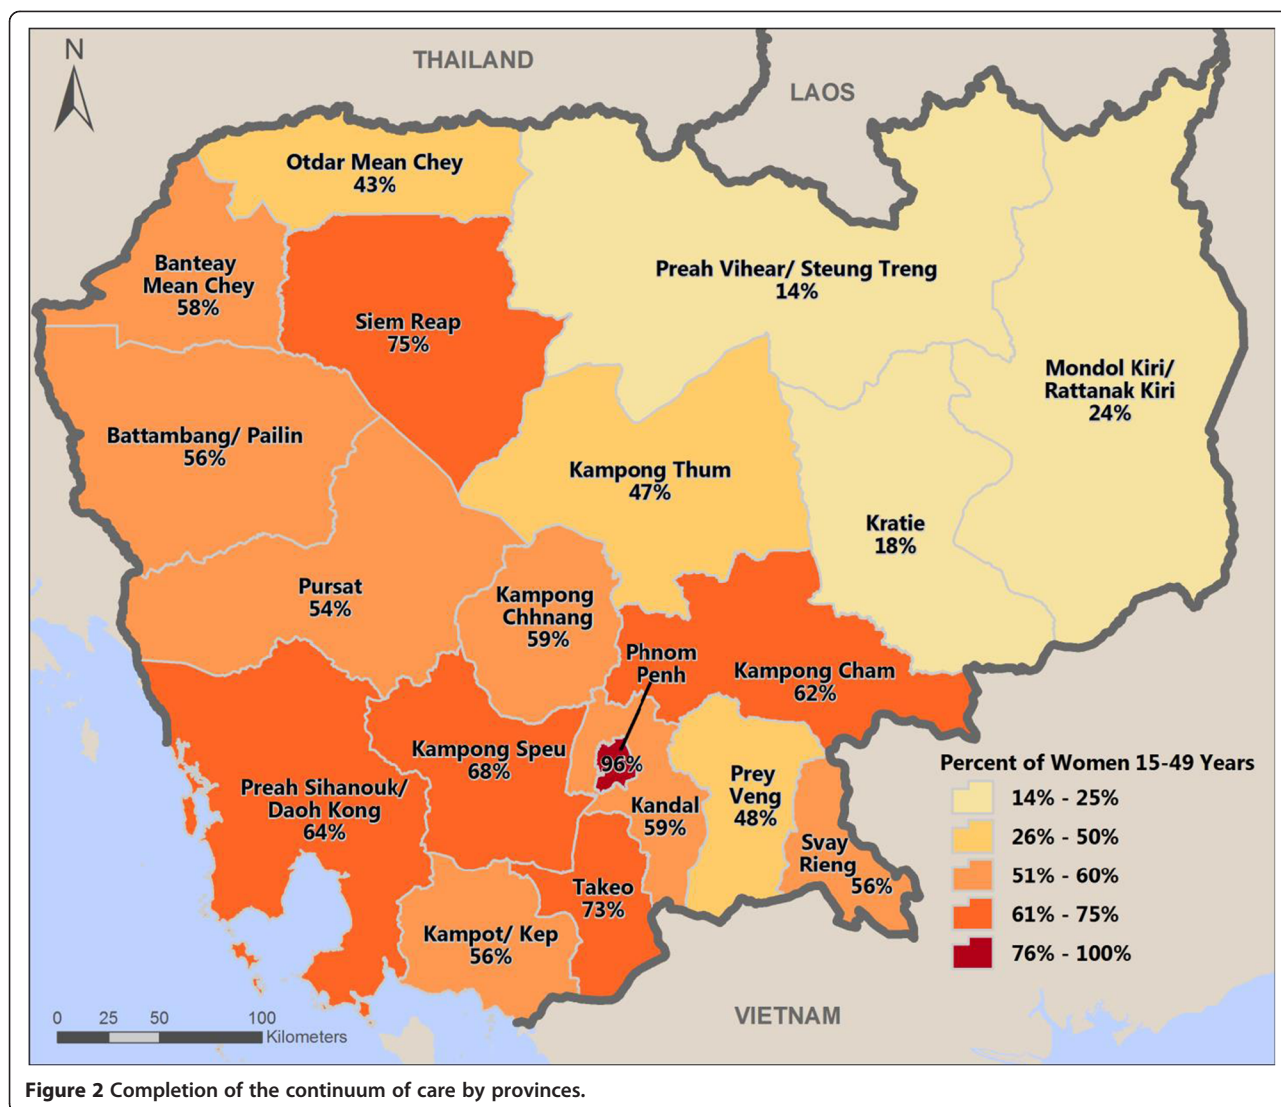 N
THAILAND
LAOS
Otdar Mean Chey
43%
Banteay
Mean Chey
58%
Siem Reap
75%
Preah Vihear/ Steung Treng
14%
Mondol Kiri/
Rattanak Kiri
24%
Battambang/ Pailin
56%
Kampong Thum
47%
Kratie
18%
Pursat
54%
Kampong
Chhnang
59%
Phnom
Penh
96%
Kampong Cham
62%
Kampong Speu
68%
Preah Sihanouk/
Daoh Kong
64%
Kandal
59%
Prey
Veng
48%
Svay
Rieng
56%
Takeo
73%
Kampot/ Kep
56%
Percent of Women 15-49 Years
14% - 25%
26% - 50%
51% - 60%
61% - 75%
76% - 100%
VIETNAM
0 25 50 100
Kilometers
Figure 2 Completion of the continuum of care by provinces.